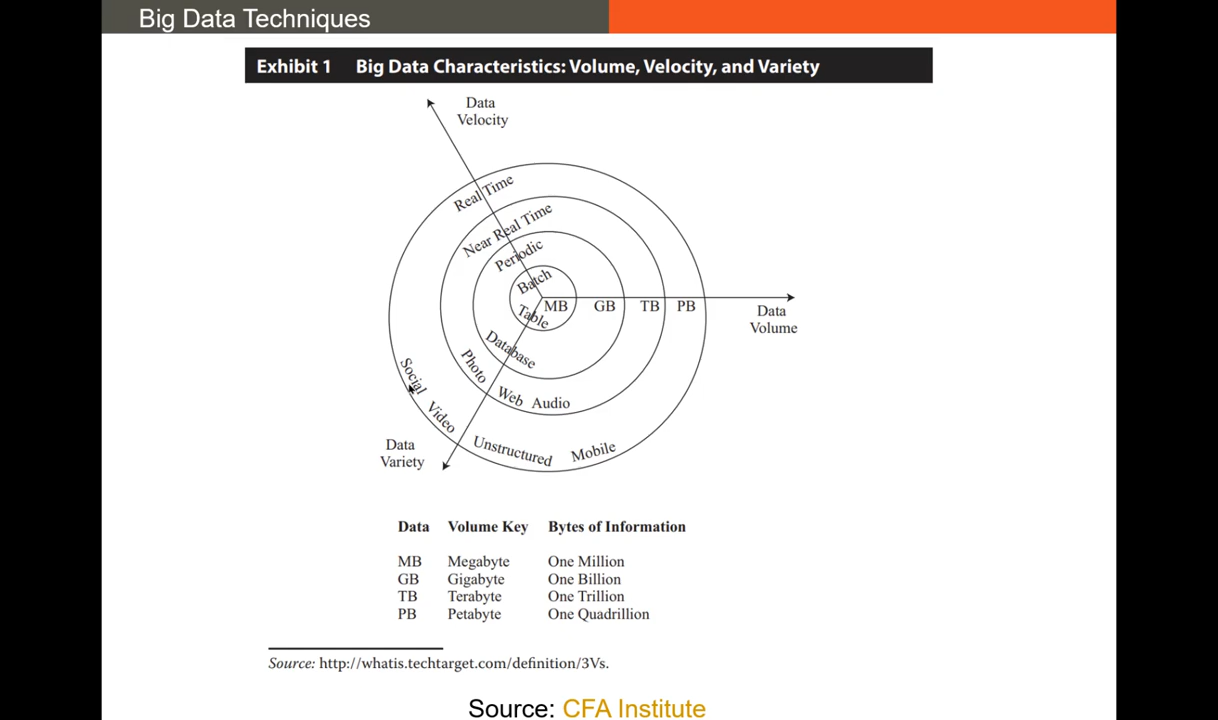 Big Data Techniques
Exhibit 1 Big Data Characteristics: Volume, Velocity, and Variety
Data
Velocity
Real Time
Near Real Time
Periodic
Batch
MB GB TB PB
Data
Volume
Table
Database
Photo
Web Audio
Social
Video
Unstructured Mobile
Data
Variety
Data Volume Key Bytes of Information
MB Megabyte One Million
GB Gigabyte One Billion
TB Terabyte One Trillion
PB Petabyte One Quadrillion
Source: http://whatis.techtarget.com/definition/3Vs.
Source: CFA Institute